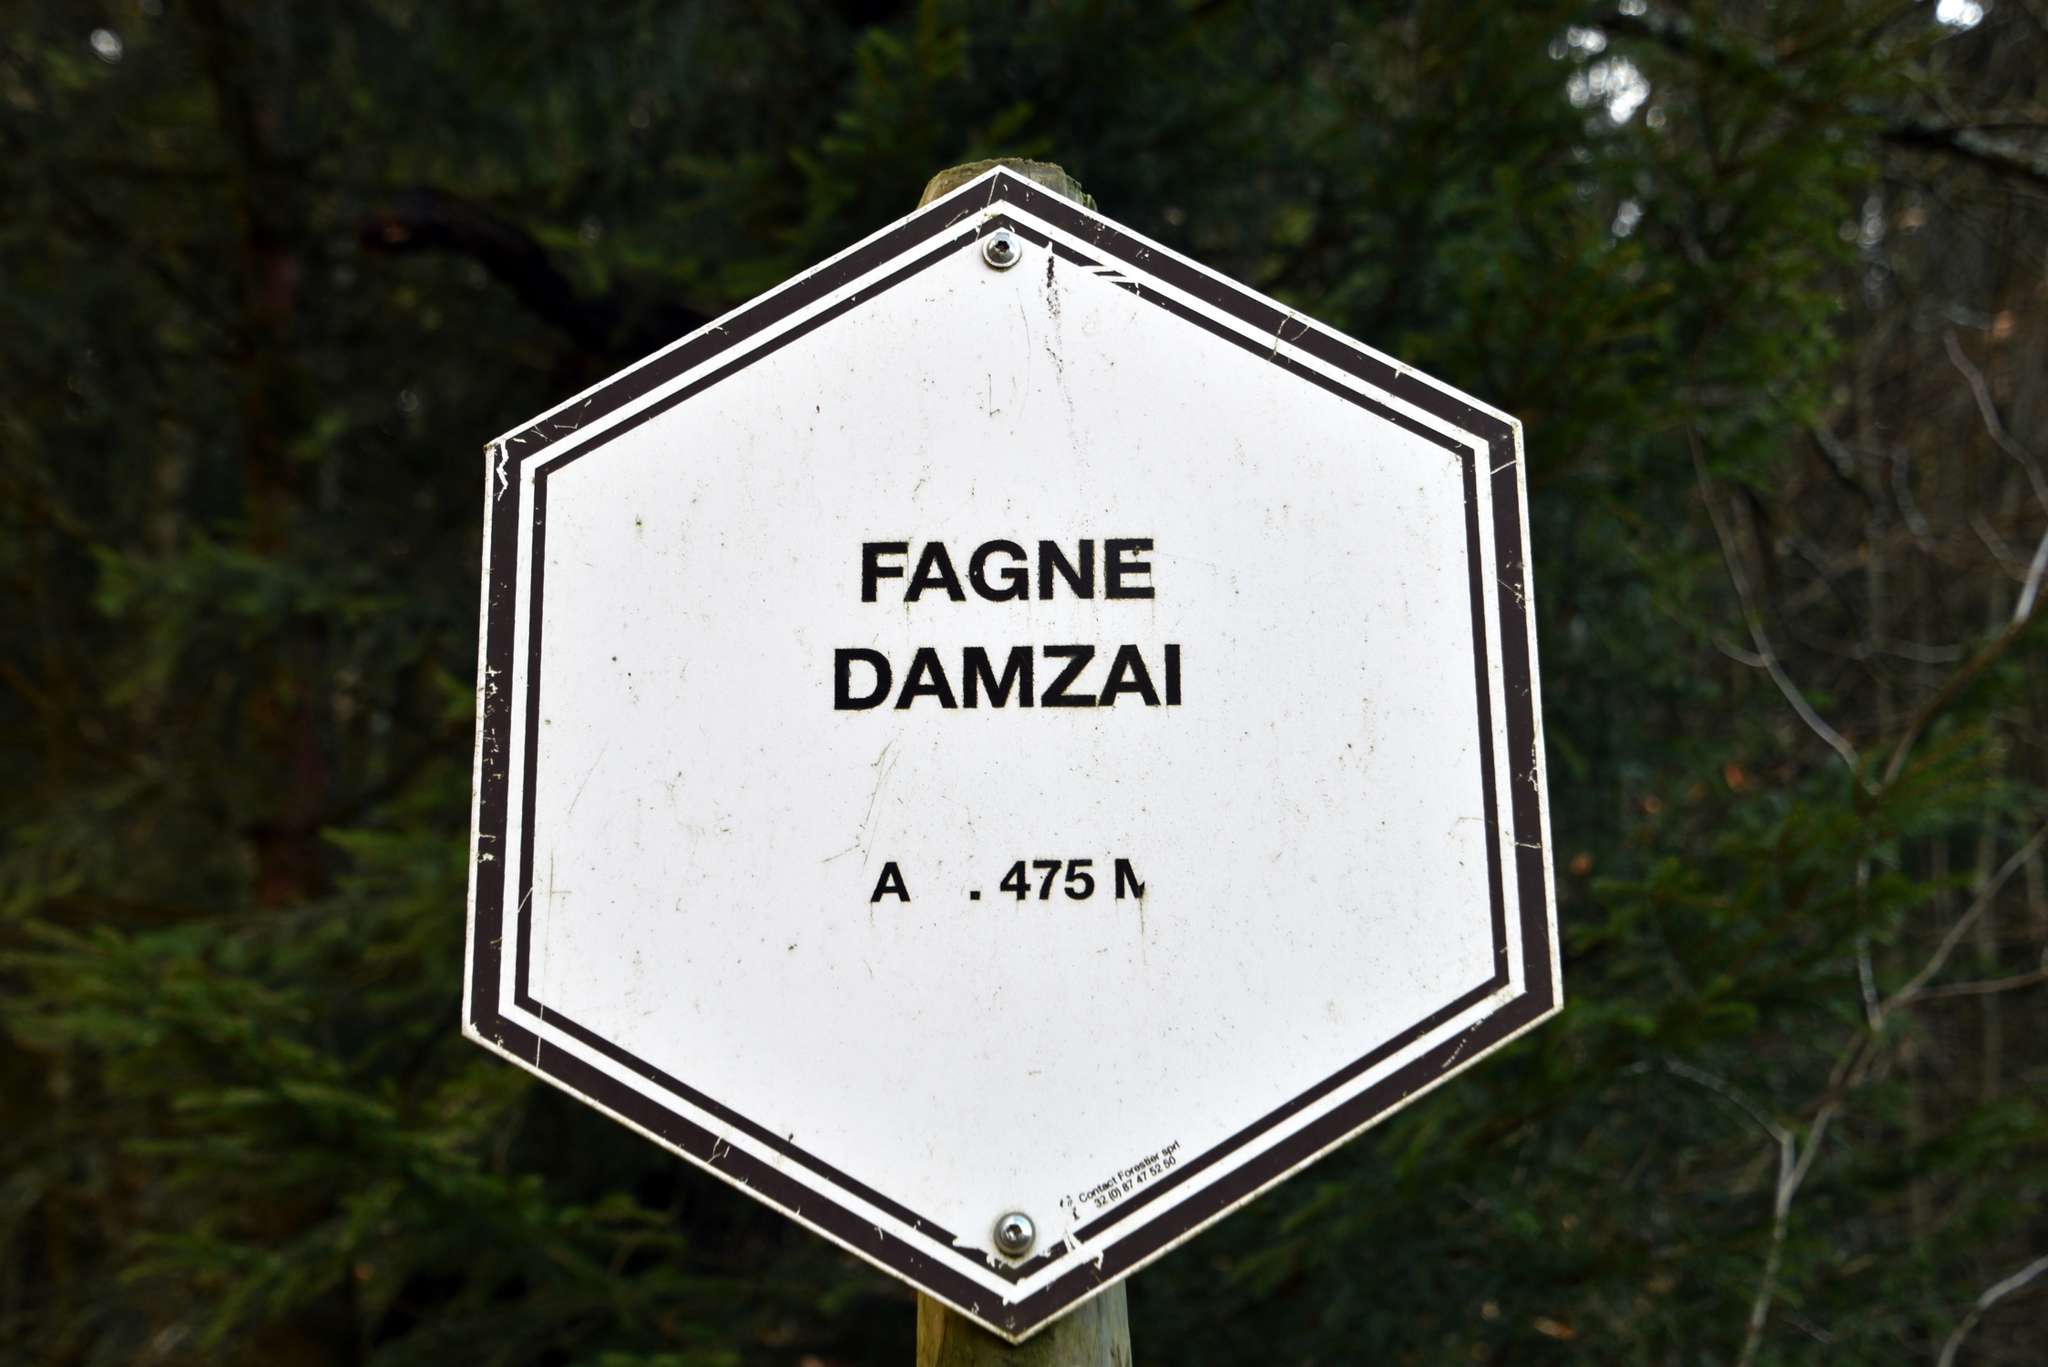 FAGNE
DAMZAI
A . 475 M
Contact Forestier sprl
32 (0) 87 47 52 50